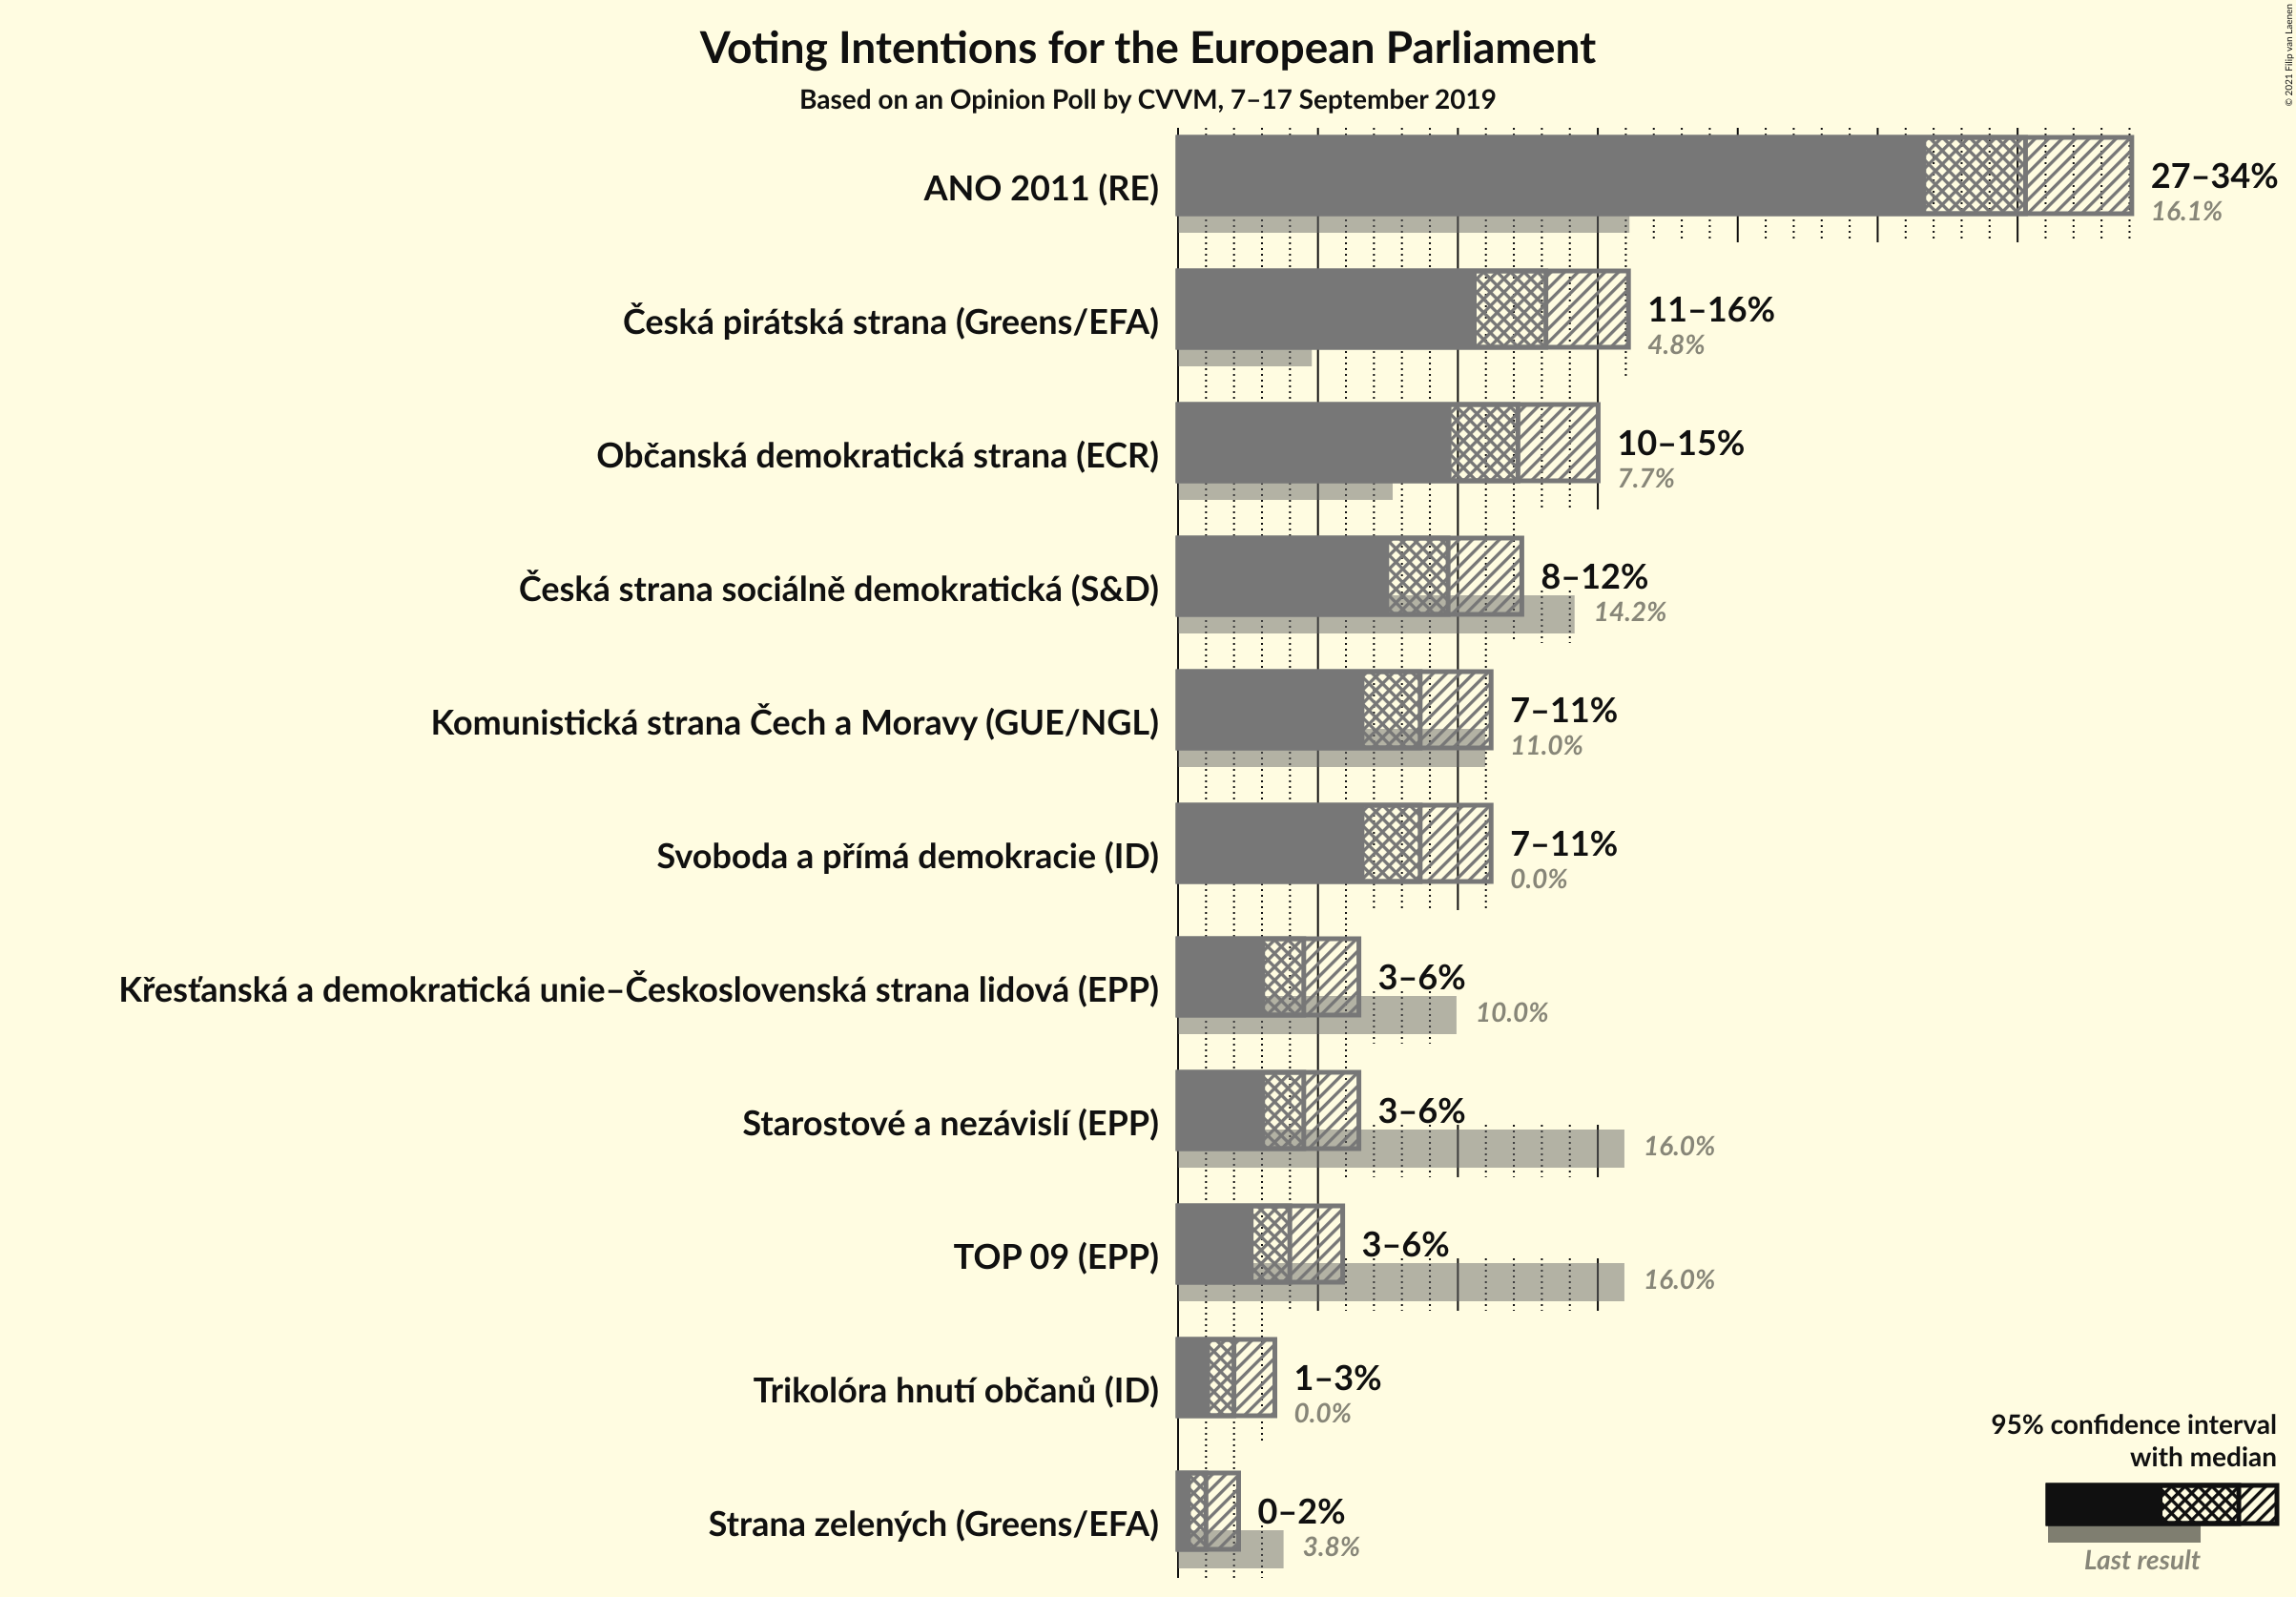 Voting Intentions for the European Parliament
Based on an Opinion Poll by CVVM, 7–17 September 2019
© 2021 Filip van Laenen
ANO 2011 (RE)
27–34%
16.1%
Česká pirátská strana (Greens/EFA)
11–16%
4.8%
Občanská demokratická strana (ECR)
10–15%
7.7%
Česká strana sociálně demokratická (S&D)
8–12%
14.2%
Komunistická strana Čech a Moravy (GUE/NGL)
7–11%
11.0%
Svoboda a přímá demokracie (ID)
7–11%
0.0%
Křesťanská a demokratická unie–Československá strana lidová (EPP)
3–6%
10.0%
Starostové a nezávislí (EPP)
3–6%
16.0%
TOP 09 (EPP)
3–6%
16.0%
Trikolóra hnutí občanů (ID)
1–3%
0.0%
Strana zelených (Greens/EFA)
0–2%
3.8%
95% confidence interval
with median
Last result